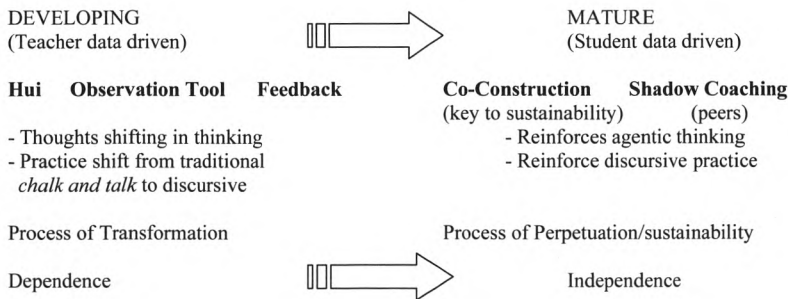 DEVELOPING MATURE
(Teacher data driven) (Student data driven)
Hui Observation Tool Feedback Co-Construction Shadow Coaching
(key to sustainability) (peers)
- Thoughts shifting in thinking - Reinforces agentic thinking
- Practice shift from traditional - Reinforce discursive practice
chalk and talk to discursive
Process of Transformation Process of Perpetuation/sustainability
Dependence Independence